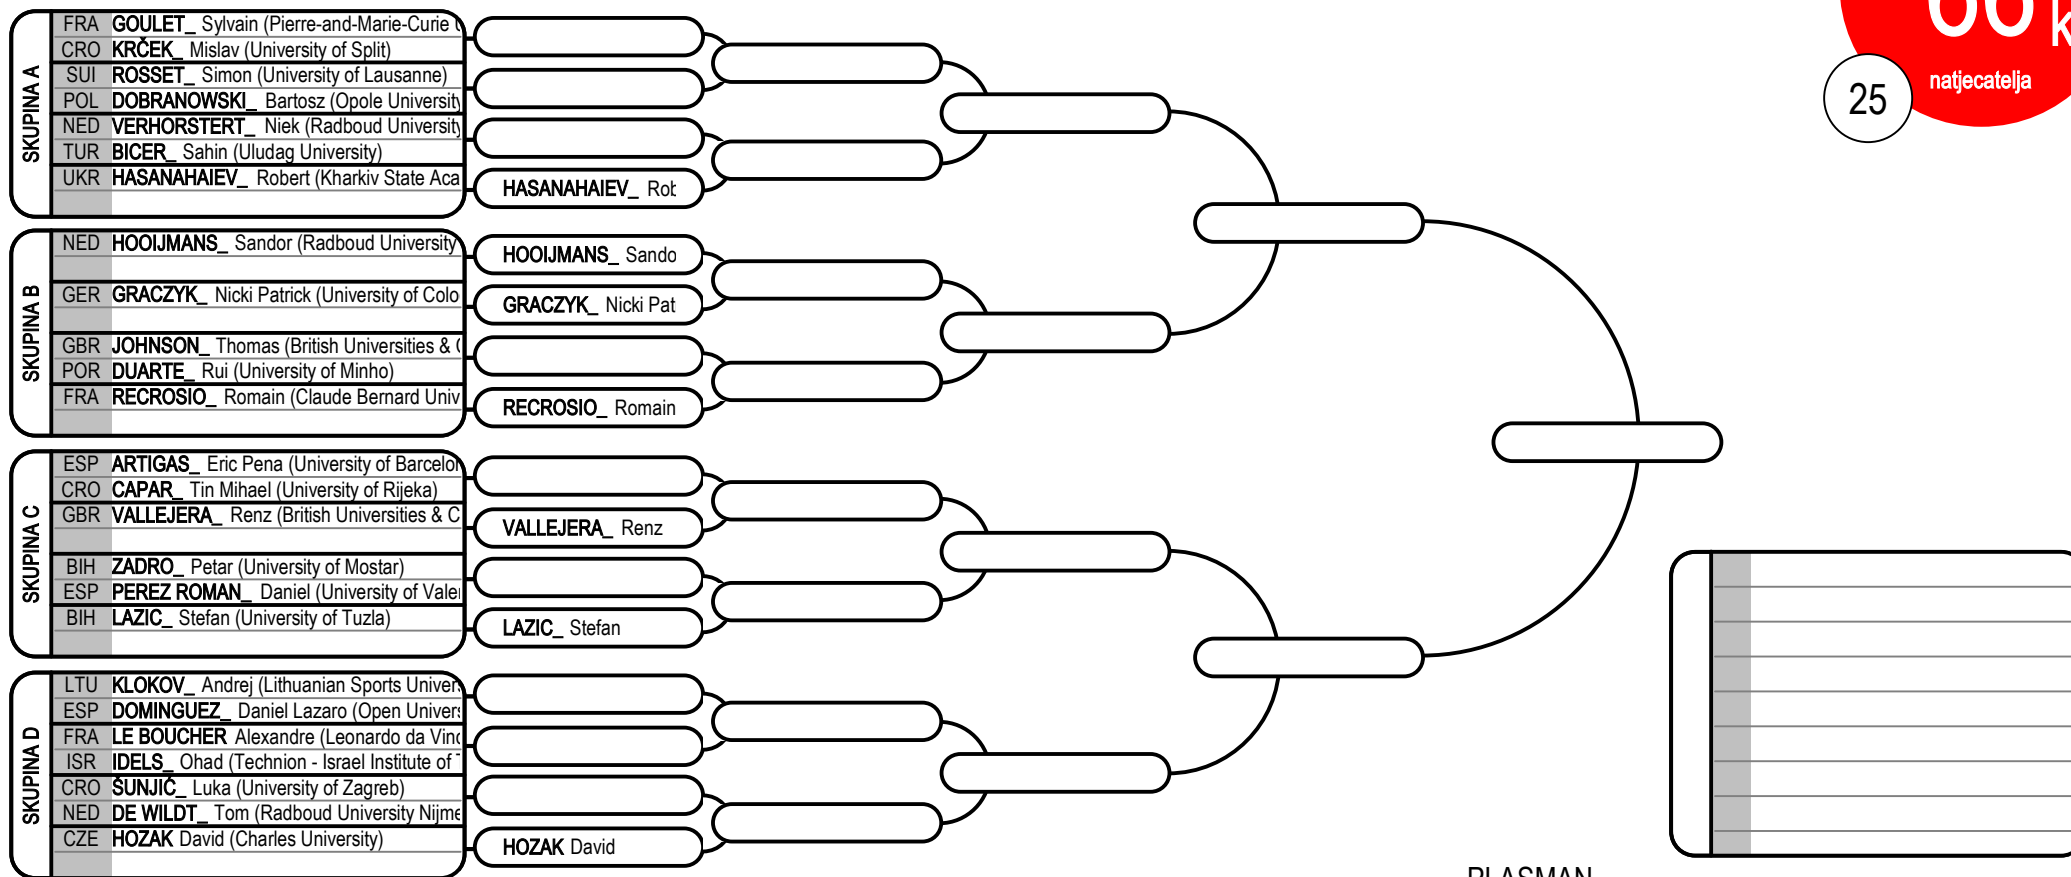 SKUPINA A
FRA GOULET_ Sylvain (Pierre-and-Marie-Curie
CRO KRČEK_ Mislav (University of Split)
SUI ROSSET_ Simon (University of Lausanne)
POL DOBRANOWSKI_ Bartosz (Opole University
NED VERHORSTERT_ Niek (Radboud University
TUR BICER_ Sahin (Uludag University)
UKR HASANAHAIEV_ Robert (Kharkiv State Aca
HASANAHAIEV_ Rob
SKUPINA B
NED HOOIJMANS_ Sandor (Radboud University
GER GRACZYK_ Nicki Patrick (University of Colo
GBR JOHNSON_ Thomas (British Universities &
POR DUARTE_ Rui (University of Minho)
FRA RECROSIO_ Romain (Claude Bernard Univ
HOOIJMANS_ Sando
GRACZYK_ Nicki Pat
RECROSIO_ Romain
SKUPINA C
ESP ARTIGAS_ Eric Pena (University of Barcelon
CRO CAPAR_ Tin Mihael (University of Rijeka)
GBR VALLEJERA_ Renz (British Universities & C
BIH ZADRO_ Petar (University of Mostar)
ESP PEREZ ROMAN_ Daniel (University of Valen
BIH LAZIC_ Stefan (University of Tuzla)
VALLEJERA_ Renz
LAZIC_ Stefan
SKUPINA D
LTU KLOKOV_ Andrej (Lithuanian Sports Univers
ESP DOMINGUEZ_ Daniel Lazaro (Open Univers
FRA LE BOUCHER Alexandre (Leonardo da Vinc
ISR IDELS_ Ohad (Technion - Israel Institute of T
CRO ŠUNJIĆ_ Luka (University of Zagreb)
NED DE WILDT_ Tom (Radboud University Nijme
CZE HOZAK David (Charles University)
HOZAK David
k
natjecatelja
25
PLASMAN